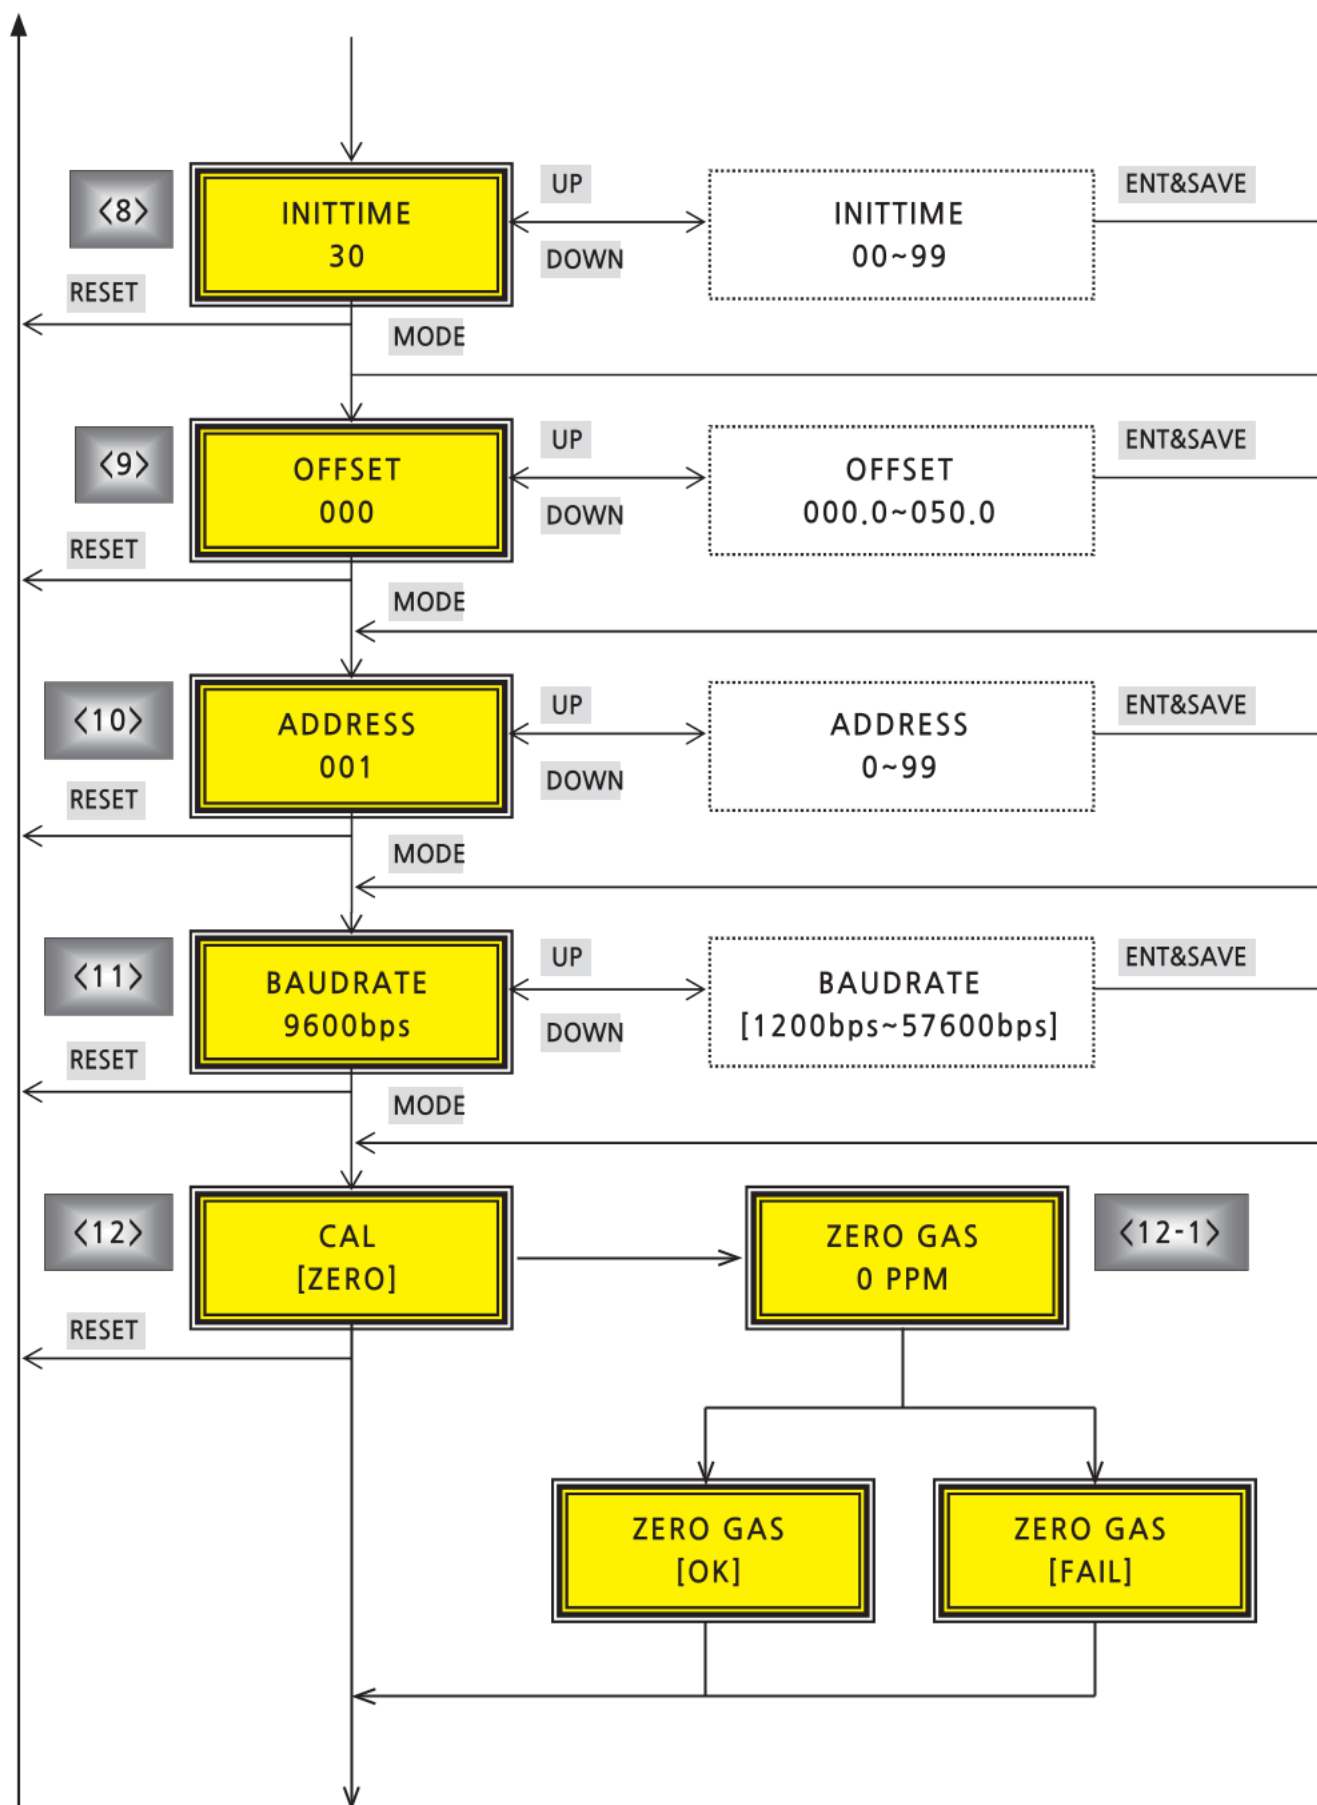 <8>
INITTIME
30
UP
DOWN
INITTIME
00~99
ENT&SAVE
RESET
MODE
<9>
OFFSET
000
UP
DOWN
OFFSET
000.0~050.0
ENT&SAVE
RESET
MODE
<10>
ADDRESS
001
UP
DOWN
ADDRESS
0~99
ENT&SAVE
RESET
MODE
<11>
BAUDRATE
9600bps
UP
DOWN
BAUDRATE
[1200bps~57600bps]
ENT&SAVE
RESET
MODE
<12>
CAL
[ZERO]
ZERO GAS
0 PPM
<12-1>
RESET
ZERO GAS
[OK]
ZERO GAS
[FAIL]